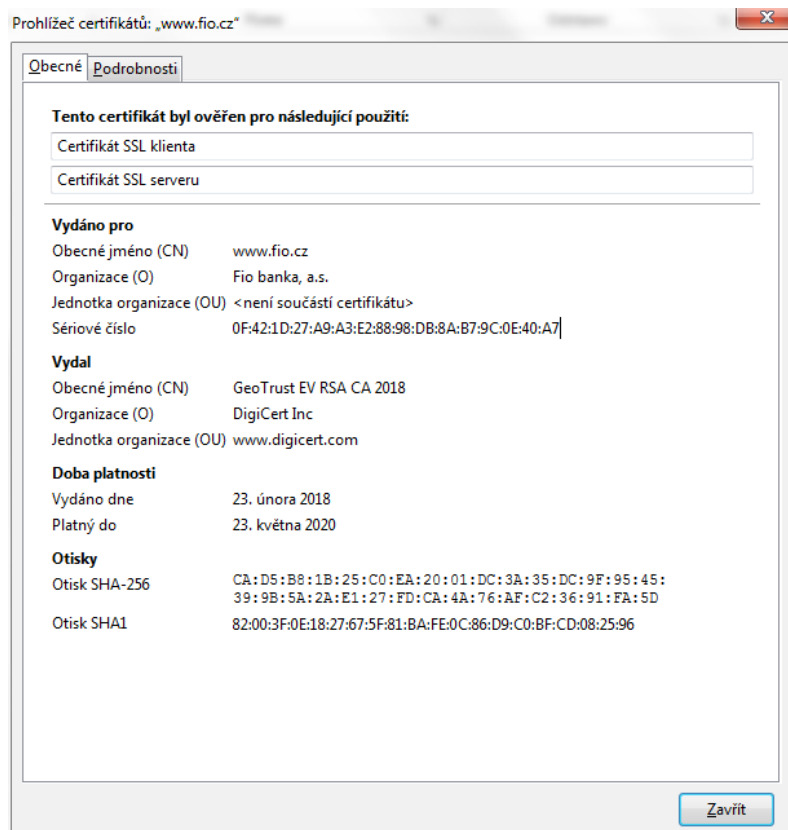 Prohlížeč certifikátů: „www.fio.cz“
Obecné Podrobnosti
Tento certifikát byl ověřen pro následující použití:
Certifikát SSL klienta
Certifikát SSL serveru
Vydáno pro
Obecné jméno (CN) www.fio.cz
Organizace (O) Fio banka, a.s.
Jednotka organizace (OU) <není součástí certifikátu>
Sériové číslo 0F:42:1D:27:A9:A3:E2:88:98:DB:8A:B7:9C:0E:40:A7
Vydal
Obecné jméno (CN) GeoTrust EV RSA CA 2018
Organizace (O) DigiCert Inc
Jednotka organizace (OU) www.digicert.com
Doba platnosti
Vydáno dne 23. února 2018
Platný do 23. května 2020
Otisky
Otisk SHA-256 CA:D5:B8:1B:25:C0:EA:20:01:DC:3A:35:DC:9F:95:45:
39:9B:5A:2A:E1:27:FD:CA:4A:76:AF:C2:36:91:FA:5D
Otisk SHA1 82:00:3F:0E:18:27:67:5F:81:BA:FE:0C:86:D9:C0:BF:CD:08:25:96
Zavřít